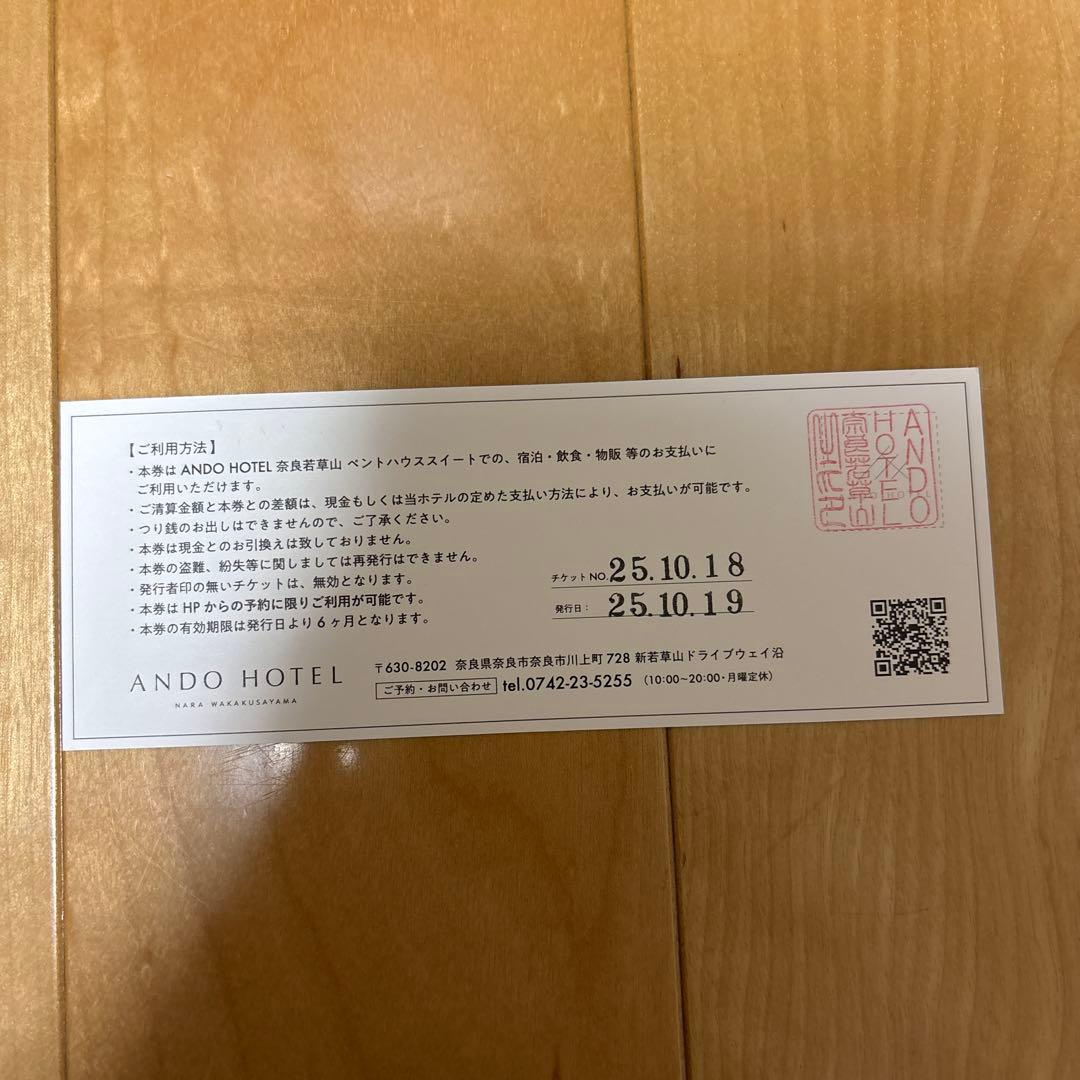 【ご利用方法】
・本券は ANDO HOTEL 奈良若草山 ペントハウススイートでの、宿泊・飲食・物販 等のお支払いに
ご利用いただけます。
・ご清算金額と本券との差額は、現金もしくは当ホテルの定めた支払い方法により、お支払いが可能です。
・つり銭のお出しはできませんので、ご了承ください。
・本券は現金とのお引換えは致しておりません。
・本券の盗難、紛失等に関しましては再発行はできません。
・発行者印の無いチケットは、無効となります。
・本券は HP からの予約に限りご利用が可能です。
・本券の有効期限は発行日より 6 ヶ月となります。
チケットNO. 25.10.18
発行日： 25.10.19
ANDO
HOTEL
奈良若草山
ANDO HOTEL
NARA WAKAKUSAYAMA
〒630-8202 奈良県奈良市奈良市川上町 728 新若草山ドライブウェイ沿
ご予約・お問い合わせ tel.0742-23-5255 （10:00~20:00・月曜定休）